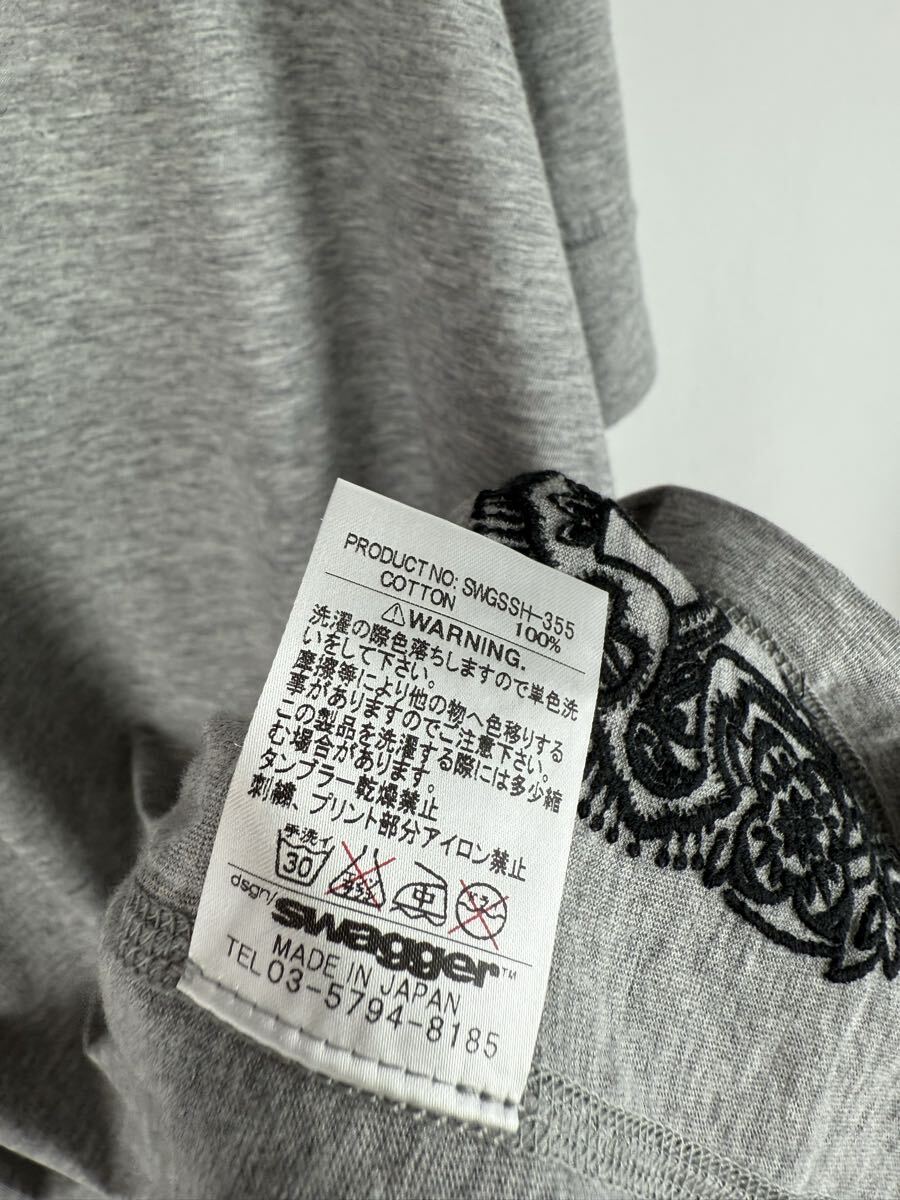 PRODUCT NO: SWGSSH-355
COTTON 100%
⚠WARNING.
洗濯の際色落ちしますので単色洗
いをして下さい。
摩擦等により他の物へ色移りする
事がありますのでご注意下さい。
この製品を洗濯する際には多少縮
む場合があります。
タンブラー乾燥禁止
刺繍、プリント部分アイロン禁止
手洗イ
30
中
dsgn/
swagger™
MADE IN JAPAN
TEL 03-5794-8185